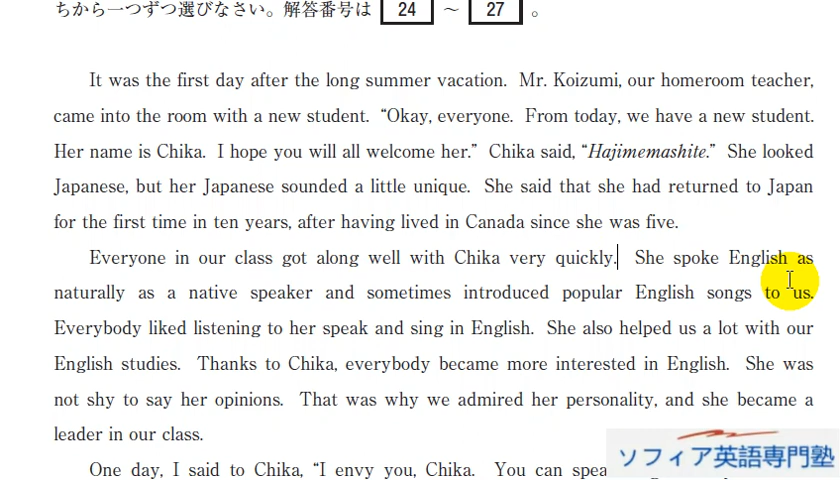 ちから一つずつ選びなさい。解答番号は 24 ～ 27 。
It was the first day after the long summer vacation. Mr. Koizumi, our homeroom teacher,
came into the room with a new student. “Okay, everyone. From today, we have a new student.
Her name is Chika. I hope you will all welcome her.” Chika said, “Hajimemashite.” She looked
Japanese, but her Japanese sounded a little unique. She said that she had returned to Japan
for the first time in ten years, after having lived in Canada since she was five.
Everyone in our class got along well with Chika very quickly. She spoke English as
naturally as a native speaker and sometimes introduced popular English songs to us.
Everybody liked listening to her speak and sing in English. She also helped us a lot with our
English studies. Thanks to Chika, everybody became more interested in English. She was
not shy to say her opinions. That was why we admired her personality, and she became a
leader in our class.
One day, I said to Chika, “I envy you, Chika. You can
ソフィア英語専門塾